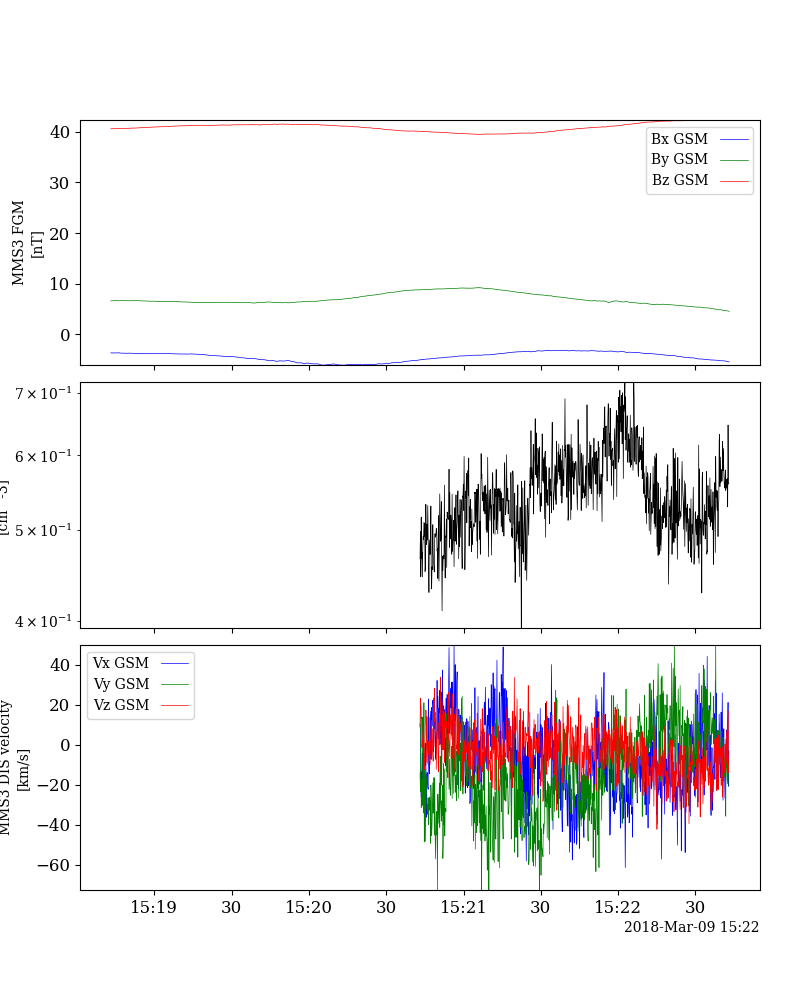 40
30
20
10
0
MMS3 FGM
[nT]
Bx GSM
By GSM
Bz GSM
7 × 10⁻¹
6 × 10⁻¹
5 × 10⁻¹
4 × 10⁻¹
-3]
40
20
0
−20
−40
−60
MMS3 DIS velocity
[km/s]
Vx GSM
Vy GSM
Vz GSM
15:19 30 15:20 30 15:21 30 15:22 30
2018-Mar-09 15:22